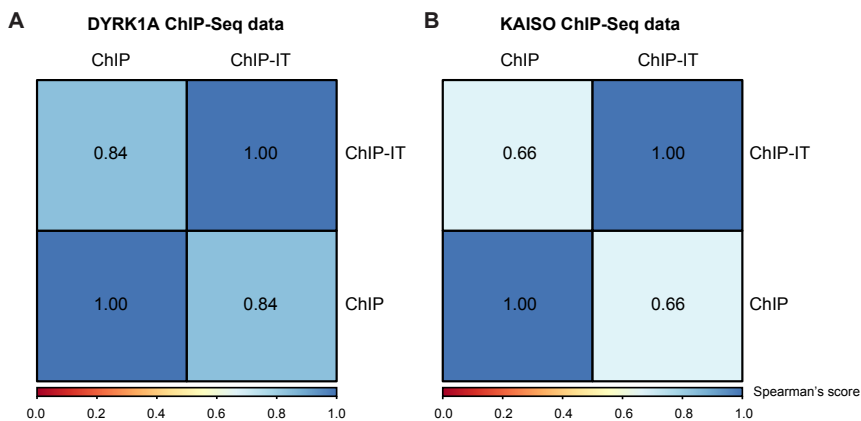 A DYRK1A ChIP-Seq data
ChIP ChIP-IT
0.84 1.00 ChIP-IT
1.00 0.84 ChIP
0.0 0.2 0.4 0.6 0.8 1.0
B KAISO ChIP-Seq data
ChIP ChIP-IT
0.66 1.00 ChIP-IT
1.00 0.66 ChIP
Spearman's score
0.0 0.2 0.4 0.6 0.8 1.0